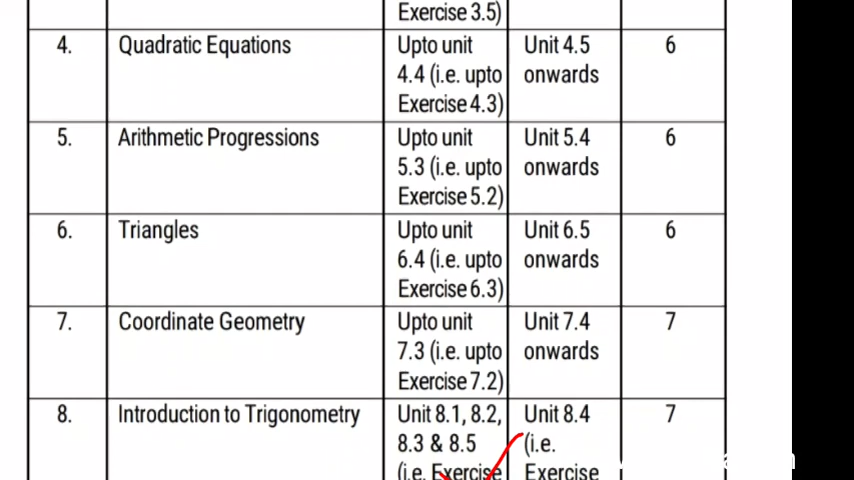 Exercise 3.5)
4. Quadratic Equations Upto unit Unit 4.5 6
4.4 (i.e. upto onwards
Exercise 4.3)
5. Arithmetic Progressions Upto unit Unit 5.4 6
5.3 (i.e. upto onwards
Exercise 5.2)
6. Triangles Upto unit Unit 6.5 6
6.4 (i.e. upto onwards
Exercise 6.3)
7. Coordinate Geometry Upto unit Unit 7.4 7
7.3 (i.e. upto onwards
Exercise 7.2)
8. Introduction to Trigonometry Unit 8.1, 8.2, Unit 8.4 7
8.3 & 8.5 (i.e.
(i.e. Exercise Exercise